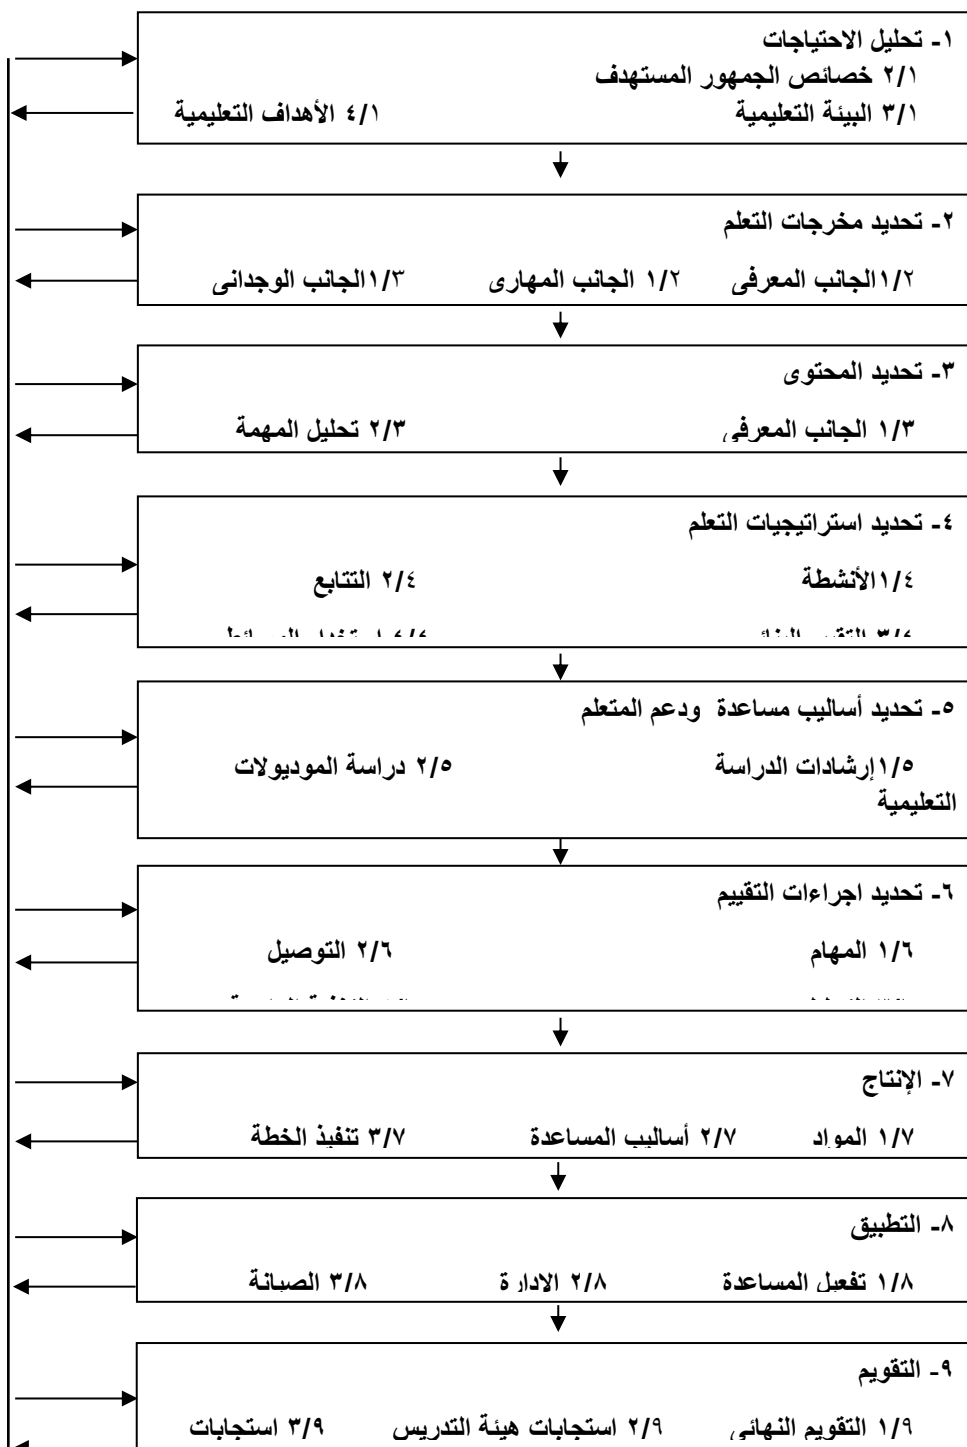 ١- تحليل الاحتياجات
٢/١ خصائص الجمهور المستهدف
٣/١ البيئة التعليمية ٤/١ الأهداف التعليمية
٢- تحديد مخرجات التعلم
١/٢الجانب المعرفى ١/٢ الجانب المهارى ١/٣الجانب الوجدانى
٣- تحديد المحتوى
١/٣ الجانب المعرفى ٢/٣ تحليل المهمة
٤- تحديد استراتيجيات التعلم
١/٤الأنشطة ٢/٤ التتابع
٥- تحديد أساليب مساعدة ودعم المتعلم
١/٥إرشادات الدراسة ٢/٥ دراسة الموديولات
التعليمية
٦- تحديد اجراءات التقييم
١/٦ المهام ٢/٦ التوصيل
٧- الإنتاج
١/٧ المواد ٢/٧ أساليب المساعدة ٣/٧ تنفيذ الخطة
٨- التطبيق
١/٨ تفعيل المساعدة ٢/٨ الادارة ٣/٨ الصيانة
٩- التقويم
١/٩ التقويم النهائى ٢/٩ استجابات هيئة التدريس ٣/٩ استجابات